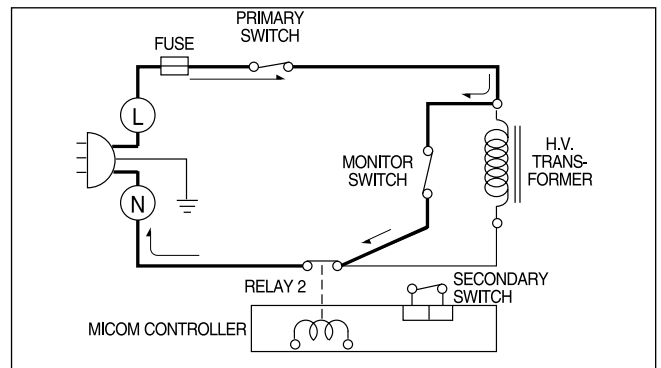 PRIMARY
SWITCH
FUSE
L
H.V.
TRANS-
FORMER
MONITOR
SWITCH
N
RELAY 2
SECONDARY
SWITCH
MICOM CONTROLLER